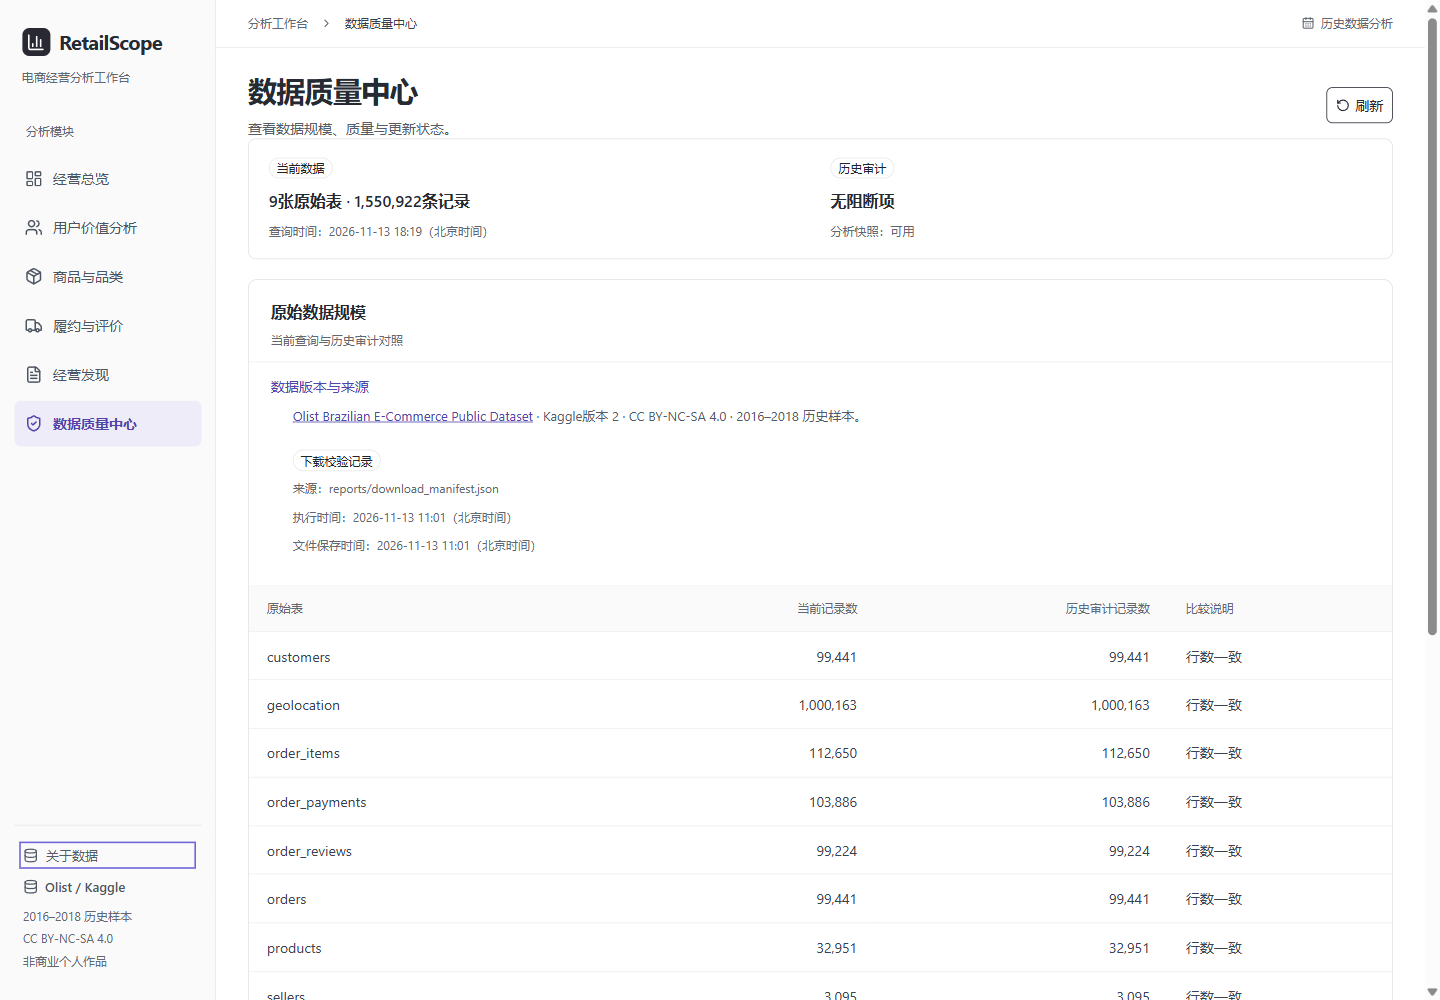 RetailScope
电商经营分析工作台
分析模块
经营总览
用户价值分析
商品与品类
履约与评价
经营发现
数据质量中心
关于数据
Olist / Kaggle
2016–2018 历史样本
CC BY-NC-SA 4.0
非商业个人作品
分析工作台 > 数据质量中心
历史数据分析
数据质量中心
查看数据规模、质量与更新状态。
刷新
当前数据
9张原始表 · 1,550,922条记录
查询时间：2026-11-13 18:19（北京时间）
历史审计
无阻断项
分析快照：可用
原始数据规模
当前查询与历史审计对照
数据版本与来源
Olist Brazilian E-Commerce Public Dataset · Kaggle版本 2 · CC BY-NC-SA 4.0 · 2016–2018 历史样本。
下载校验记录
来源：reports/download_manifest.json
执行时间：2026-11-13 11:01（北京时间）
文件保存时间：2026-11-13 11:01（北京时间）
原始表 当前记录数 历史审计记录数 比较说明
customers 99,441 99,441 行数一致
geolocation 1,000,163 1,000,163 行数一致
order_items 112,650 112,650 行数一致
order_payments 103,886 103,886 行数一致
order_reviews 99,224 99,224 行数一致
orders 99,441 99,441 行数一致
products 32,951 32,951 行数一致
sellers 3,095 3,095 行数一致